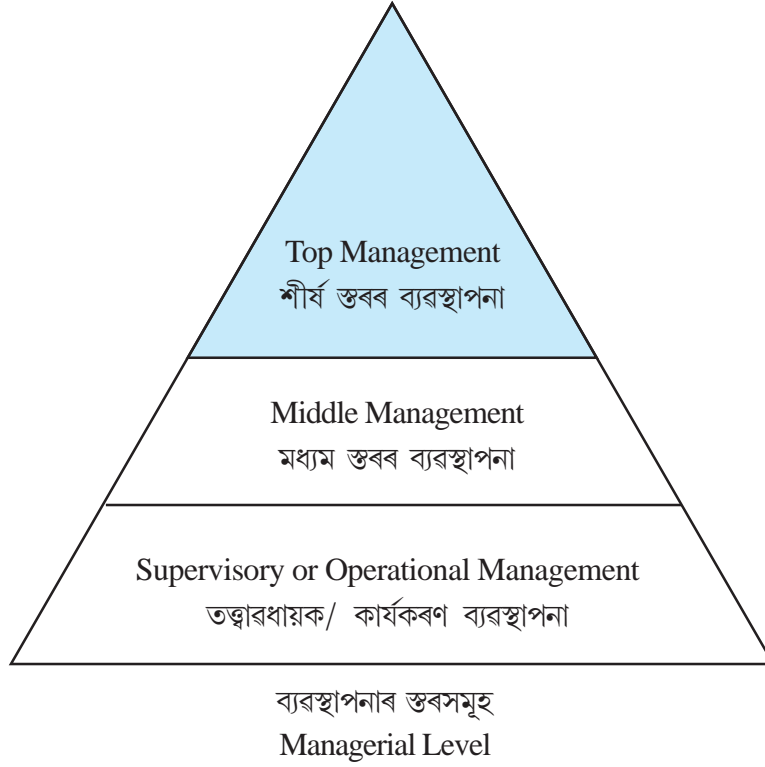 Top Management
শীৰ্ষ স্তৰৰ ব্যৱস্থাপনা
Middle Management
মধ্যম স্তৰৰ ব্যৱস্থাপনা
Supervisory or Operational Management
তত্ত্বাৱধায়ক/ কাৰ্যকৰণ ব্যৱস্থাপনা
ব্যৱস্থাপনাৰ স্তৰসমূহ
Managerial Level